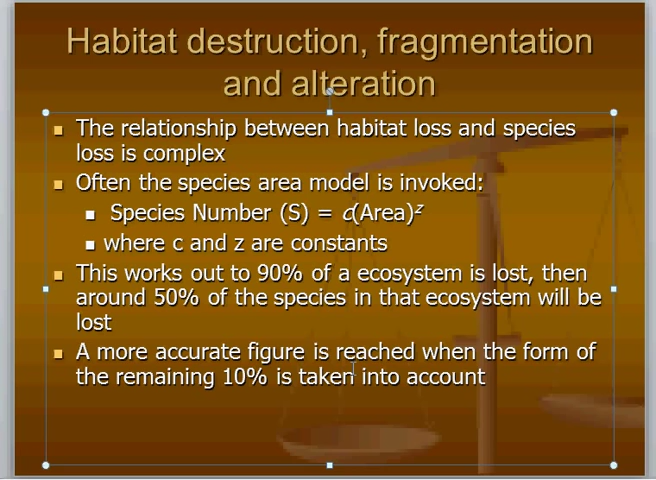 Habitat destruction, fragmentation
and alteration
The relationship between habitat loss and species
loss is complex
Often the species area model is invoked:
Species Number (S) = c(Area)ᶻ
where c and z are constants
This works out to 90% of a ecosystem is lost, then
around 50% of the species in that ecosystem will be
lost
A more accurate figure is reached when the form of
the remaining 10% is taken into account